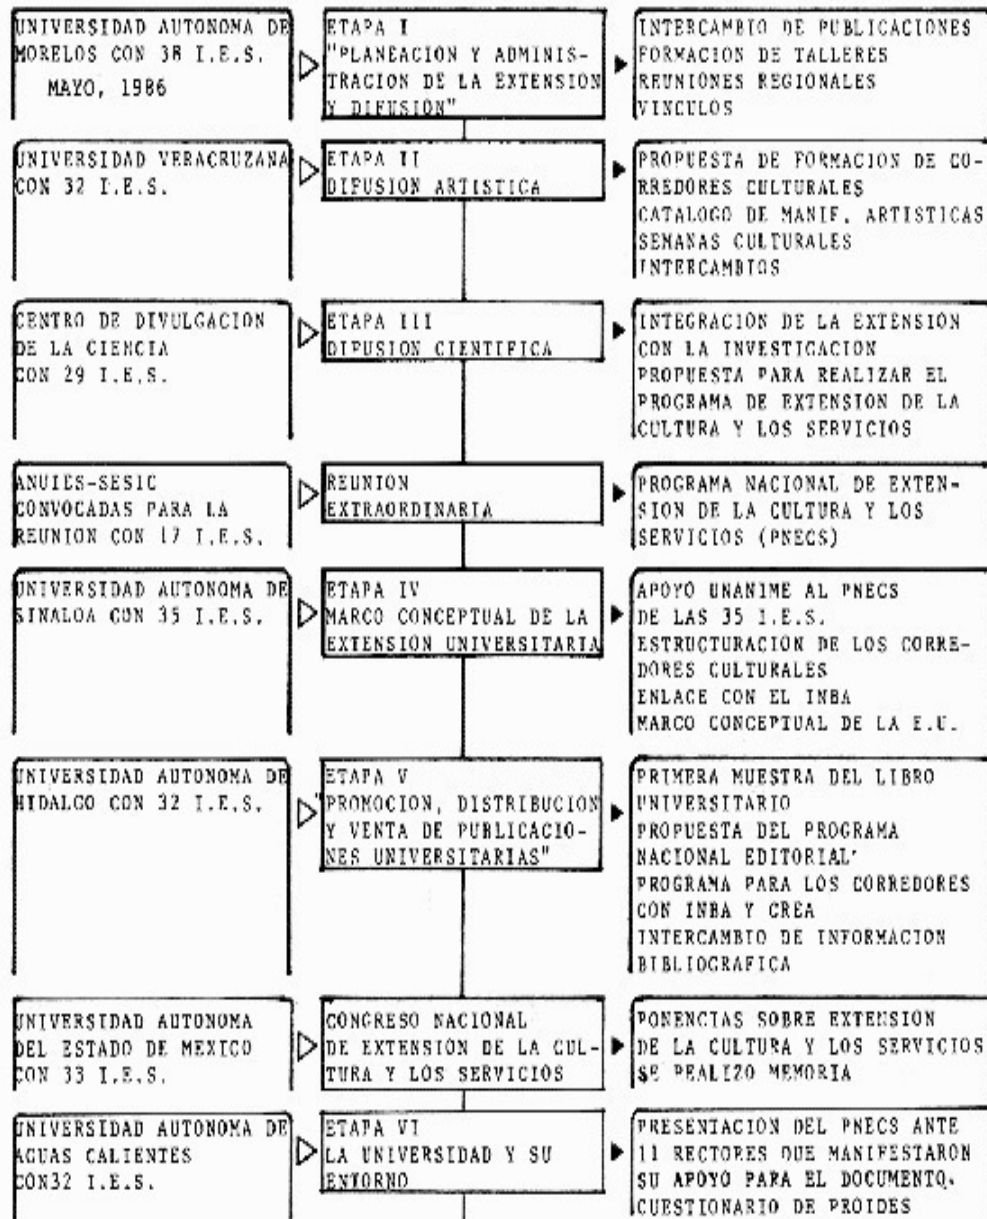 UNIVERSIDAD AUTONOMA DE
MORELOS CON 38 I.E.S.
MAYO, 1986
ETAPA I
"PLANEACION Y ADMINIS-
TRACION DE LA EXTENSION
Y DIFUSION"
INTERCAMBIO DE PUBLICACIONES
FORMACION DE TALLERES
REUNIONES REGIONALES
VINCULOS
UNIVERSIDAD VERACRUZANA
CON 32 I.E.S.
ETAPA II
DIFUSION ARTISTICA
PROPUESTA DE FORMACION DE CO-
RREDORES CULTURALES
CATALOGO DE MANIF. ARTISTICAS
SEMANAS CULTURALES
INTERCAMBIOS
CENTRO DE DIVULGACION
DE LA CIENCIA
CON 29 I.E.S.
ETAPA III
DIFUSION CIENTIFICA
INTEGRACION DE LA EXTENSION
CON LA INVESTIGACION
PROPUESTA PARA REALIZAR EL
PROGRAMA DE EXTENSION DE LA
CULTURA Y LOS SERVICIOS
ANUIES-SESIC
CONVOCADAS PARA LA
REUNION CON 17 I.E.S.
REUNION
EXTRAORDINARIA
PROGRAMA NACIONAL DE EXTEN-
SION DE LA CULTURA Y LOS
SERVICIOS (PNECS)
UNIVERSIDAD AUTONOMA DE
SINALOA CON 35 I.E.S.
ETAPA IV
MARCO CONCEPTUAL DE LA
EXTENSION UNIVERSITARIA
APOYO UNANIME AL PNECS
DE LAS 35 I.E.S.
ESTRUCTURACION DE LOS CORRE-
DORES CULTURALES
ENLACE CON EL INBA
MARCO CONCEPTUAL DE LA E.U.
UNIVERSIDAD AUTONOMA DE
HIDALGO CON 32 I.E.S.
ETAPA V
"PROMOCION, DISTRIBUCION
Y VENTA DE PUBLICACIO-
NES UNIVERSITARIAS"
PRIMERA MUESTRA DEL LIBRO
UNIVERSITARIO
PROPUESTA DEL PROGRAMA
NACIONAL EDITORIAL'
PROGRAMA PARA LOS CORREDORES
CON INBA Y CREA
INTERCAMBIO DE INFORMACION
BIBLIOGRAFICA
UNIVERSIDAD AUTONOMA
DEL ESTADO DE MEXICO
CON 33 I.E.S.
CONGRESO NACIONAL
DE EXTENSION DE LA CUL-
TURA Y LOS SERVICIOS
PONENCIAS SOBRE EXTENSION
DE LA CULTURA Y LOS SERVICIOS
SE REALIZO MEMORIA
UNIVERSIDAD AUTONOMA DE
AGUAS CALIENTES
CON32 I.E.S.
ETAPA VI
LA UNIVERSIDAD Y SU
ENTORNO
PRESENTACION DEL PNECS ANTE
11 RECTORES QUE MANIFESTARON
SU APOYO PARA EL DOCUMENTO.
CUESTIONARIO DE PROIDES